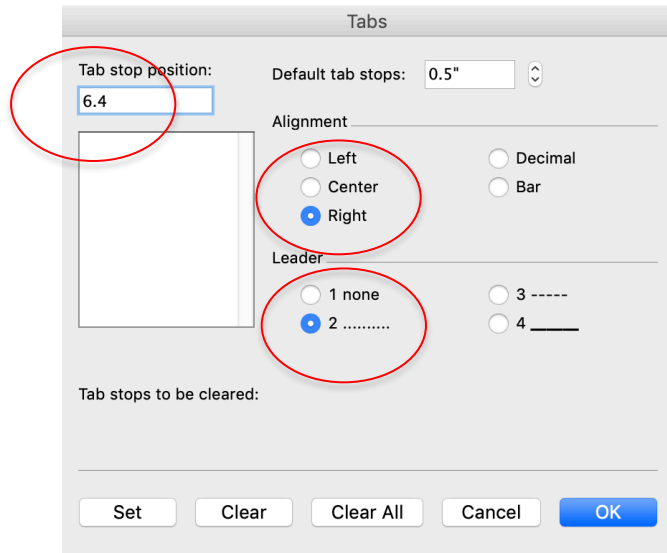 Tabs
Tab stop position:
6.4
Default tab stops: 0.5"
Alignment
Left
Decimal
Center
Bar
Right
Leader
1 none
3 -----
2 ..........
4 _____
Tab stops to be cleared:
Set
Clear
Clear All
Cancel
OK